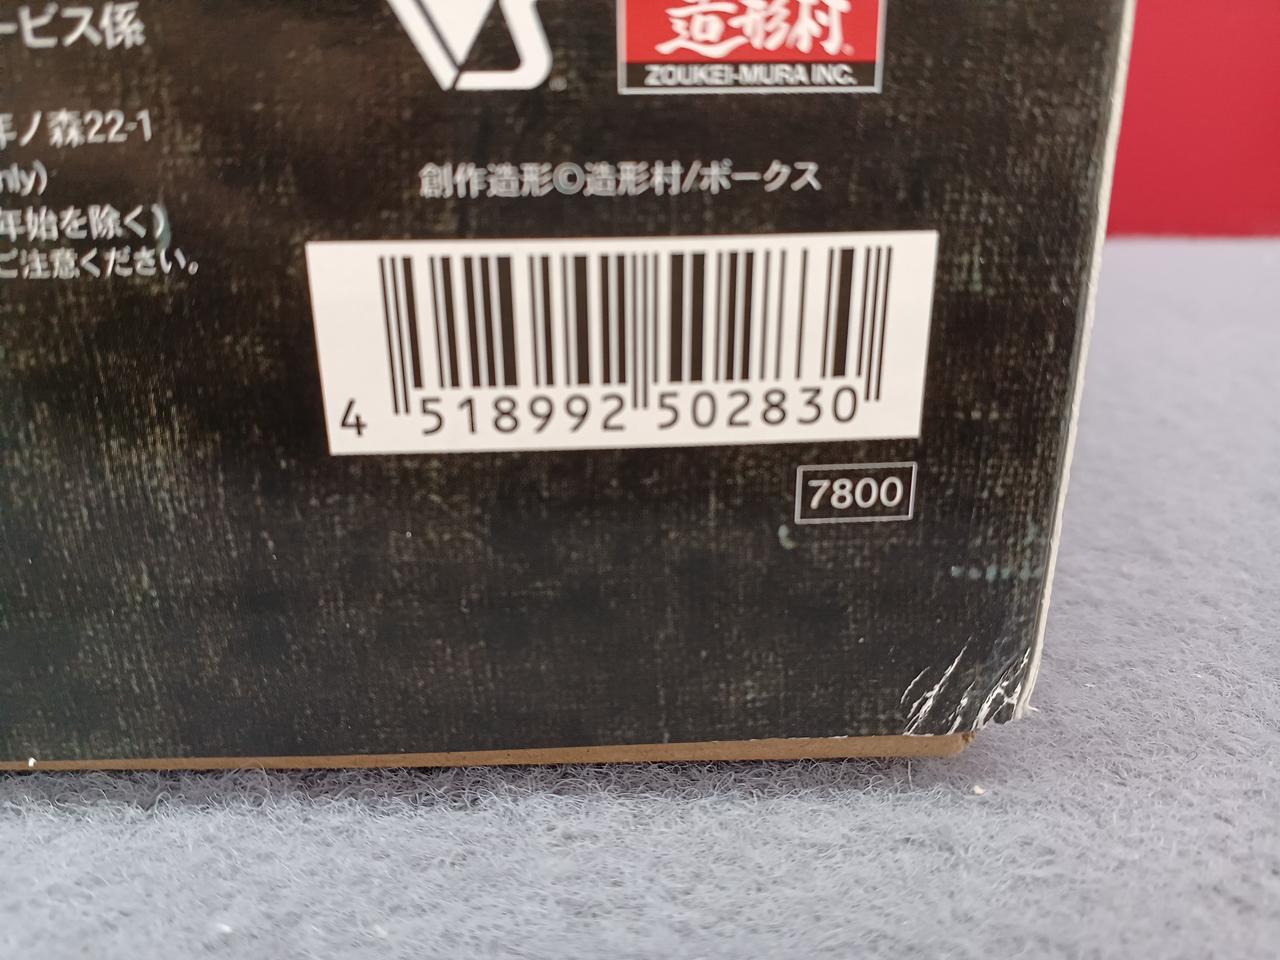 ービス係
年ノ森22-1
nly)
年始を除く)
ご注意ください。
VS
造形村
ZOUKEI-MURA INC.
創作造形©造形村/ボークス
4 518992 502830
7800